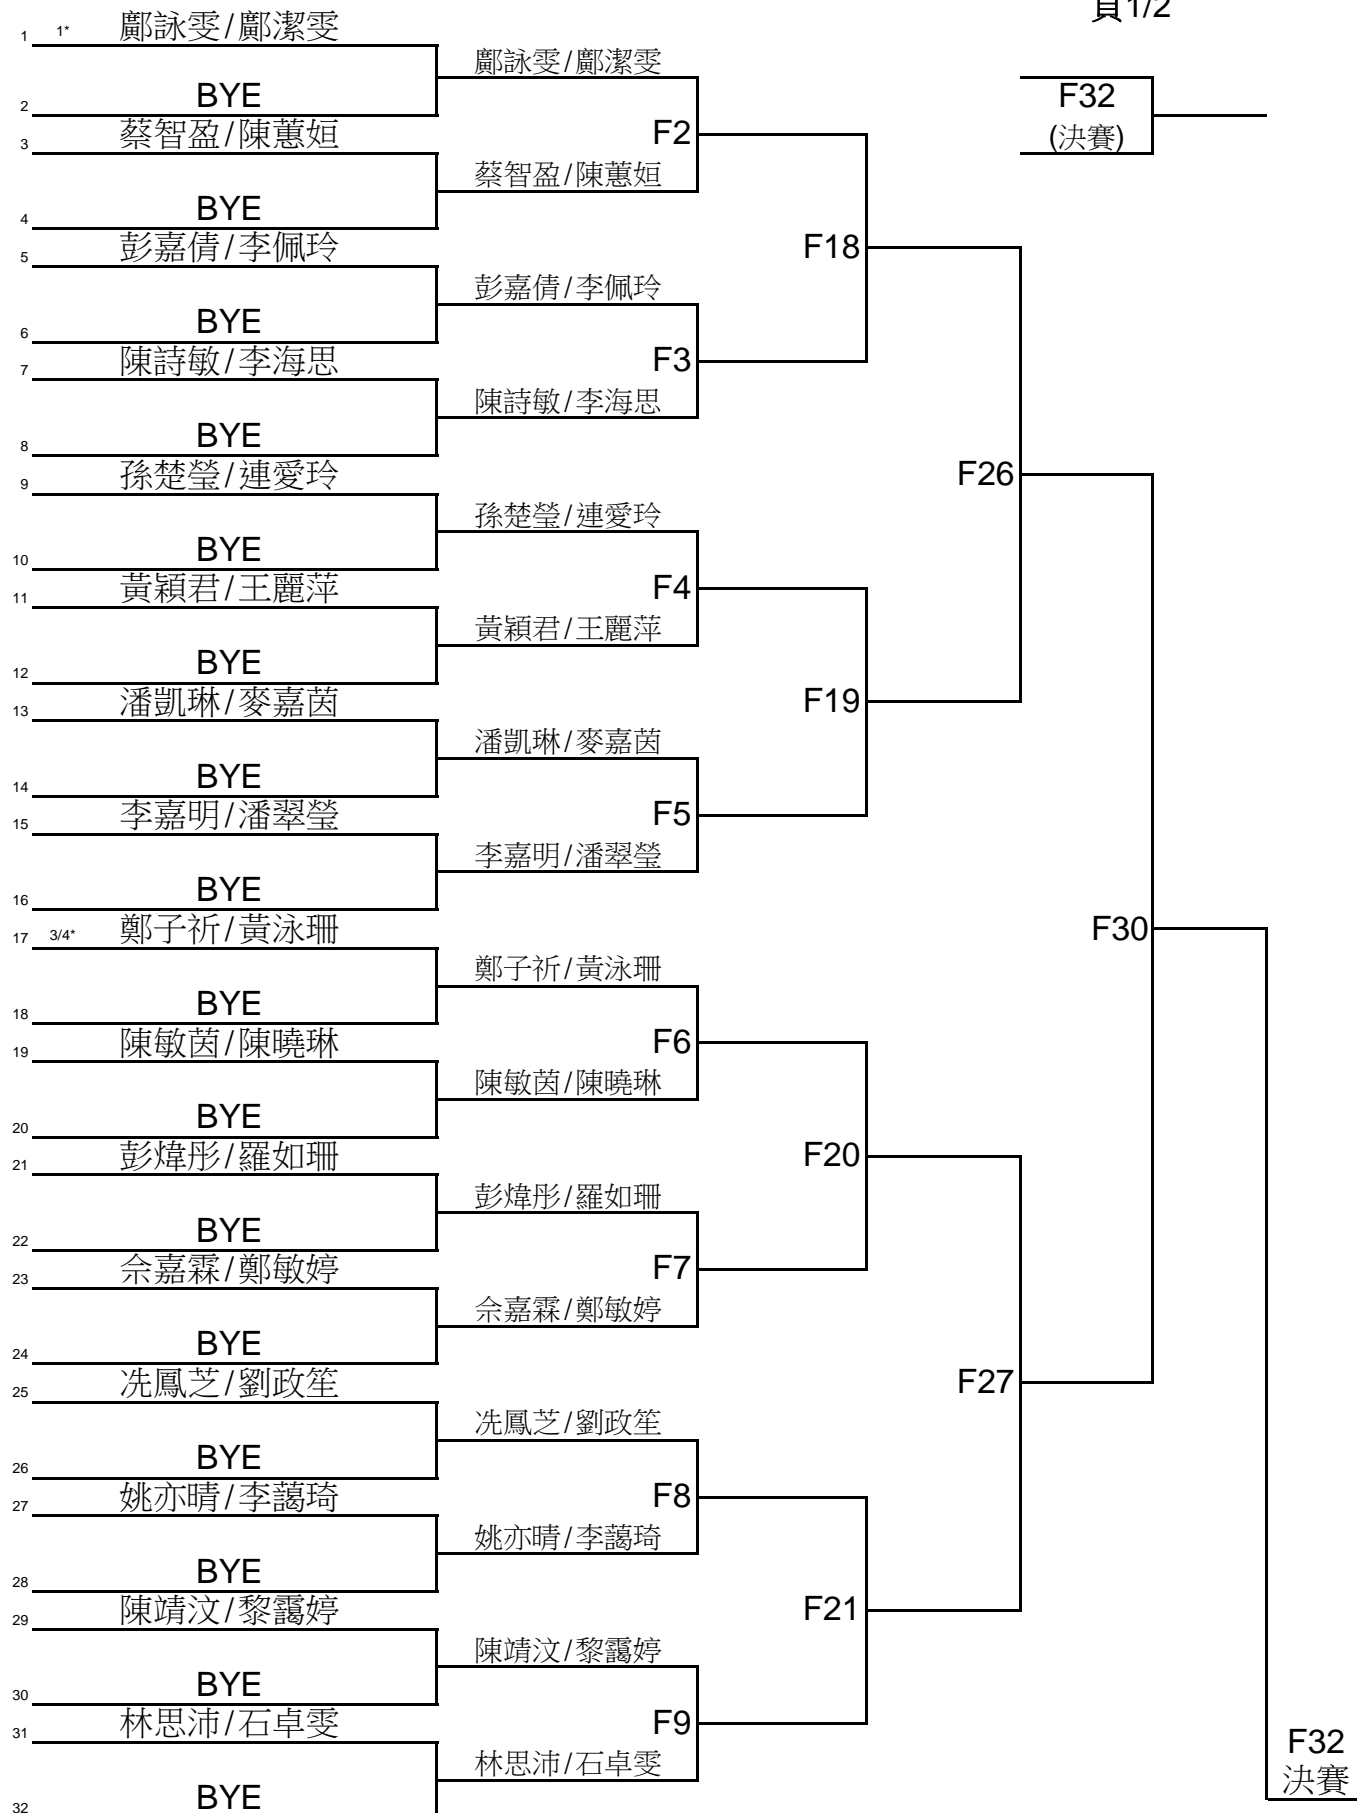 頁1/2
1 1* 鄺詠雯/鄺潔雯
鄺詠雯/鄺潔雯
2 BYE
F32
(決賽)
F2
3 蔡智盈/陳蕙姮
蔡智盈/陳蕙姮
4 BYE
F18
5 彭嘉倩/李佩玲
彭嘉倩/李佩玲
6 BYE
F3
7 陳詩敏/李海思
陳詩敏/李海思
8 BYE
F26
9 孫楚瑩/連愛玲
孫楚瑩/連愛玲
10 BYE
F4
11 黃穎君/王麗萍
黃穎君/王麗萍
12 BYE
F19
13 潘凱琳/麥嘉茵
潘凱琳/麥嘉茵
14 BYE
F5
15 李嘉明/潘翠瑩
李嘉明/潘翠瑩
16 BYE
F30
17 3/4* 鄭子祈/黃泳珊
鄭子祈/黃泳珊
18 BYE
F6
19 陳敏茵/陳曉琳
陳敏茵/陳曉琳
20 BYE
F20
21 彭煒彤/羅如珊
彭煒彤/羅如珊
22 BYE
F7
23 佘嘉霖/鄭敏婷
佘嘉霖/鄭敏婷
24 BYE
F27
25 冼鳳芝/劉政笙
冼鳳芝/劉政笙
26 BYE
F8
27 姚亦晴/李藹琦
姚亦晴/李藹琦
28 BYE
F21
29 陳靖汶/黎靄婷
陳靖汶/黎靄婷
30 BYE
F9
31 林思沛/石卓雯
林思沛/石卓雯
32 BYE
F32
決賽